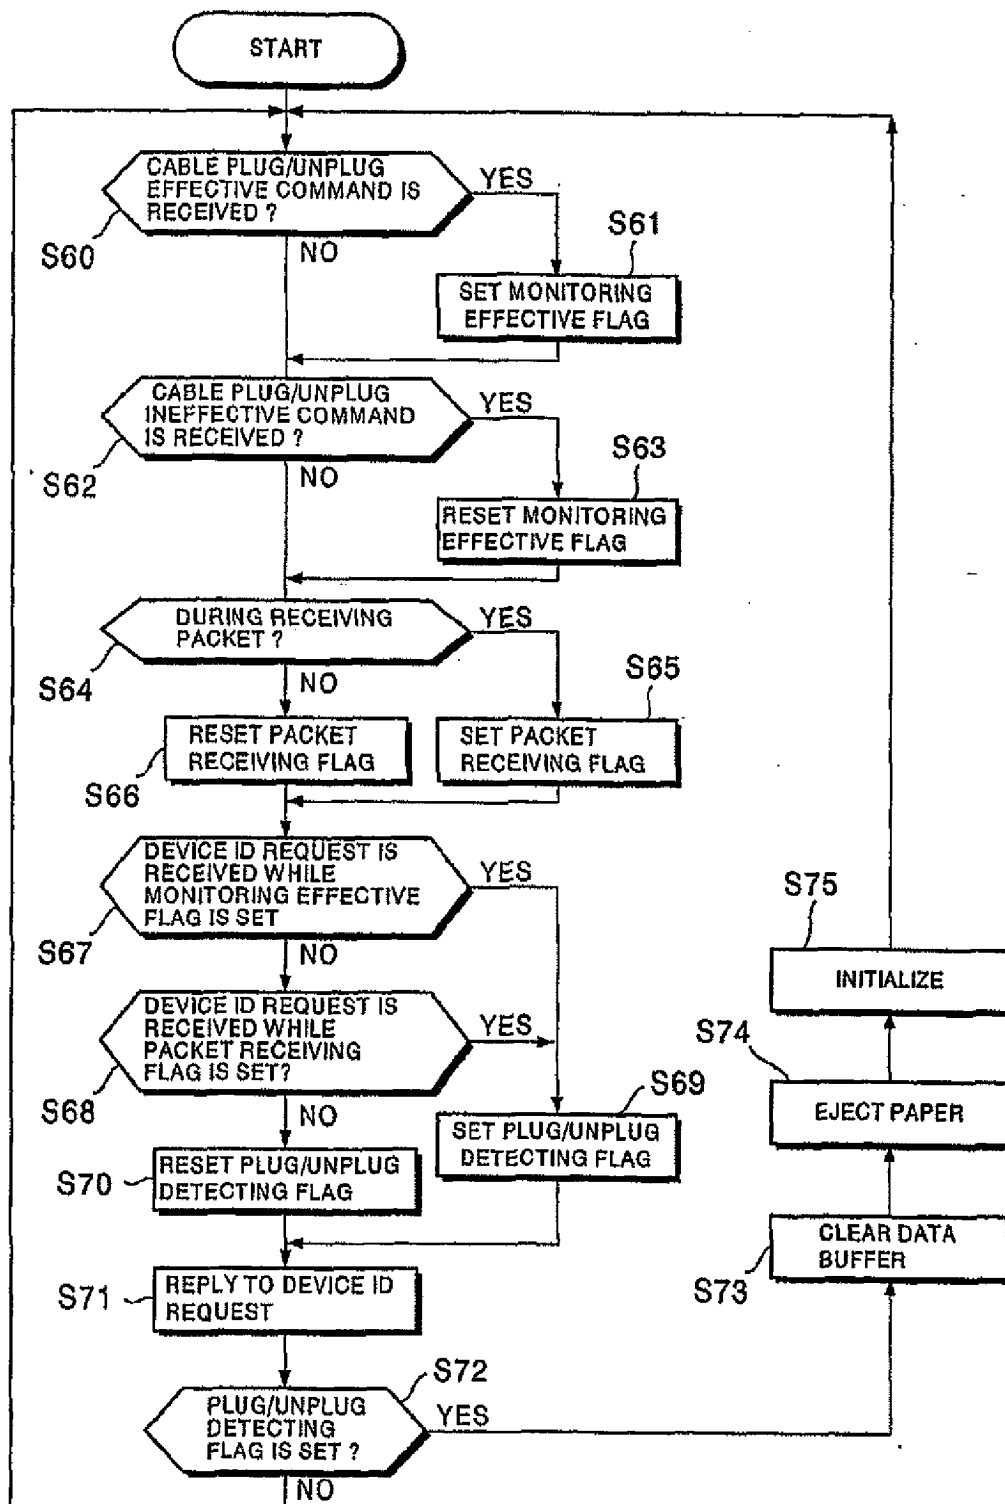 START
CABLE PLUG/UNPLUG
EFFECTIVE COMMAND IS
RECEIVED ?
YES
S60
NO
S61
SET MONITORING
EFFECTIVE FLAG
CABLE PLUG/UNPLUG
INEFFECTIVE COMMAND
IS RECEIVED ?
YES
S62
NO
S63
RESET MONITORING
EFFECTIVE FLAG
DURING RECEIVING
PACKET ?
YES
S64
NO
S65
RESET PACKET
RECEIVING FLAG
S66
SET PACKET
RECEIVING FLAG
DEVICE ID REQUEST IS
RECEIVED WHILE
MONITORING EFFECTIVE
FLAG IS SET
YES
S67
NO
DEVICE ID REQUEST IS
RECEIVED WHILE
PACKET RECEIVING
FLAG IS SET?
YES
S68
NO
S69
SET PLUG/UNPLUG
DETECTING FLAG
S70
RESET PLUG/UNPLUG
DETECTING FLAG
S71
REPLY TO DEVICE ID
REQUEST
S72
PLUG/UNPLUG
DETECTING
FLAG IS SET ?
YES
NO
S73
CLEAR DATA
BUFFER
S74
EJECT PAPER
S75
INITIALIZE